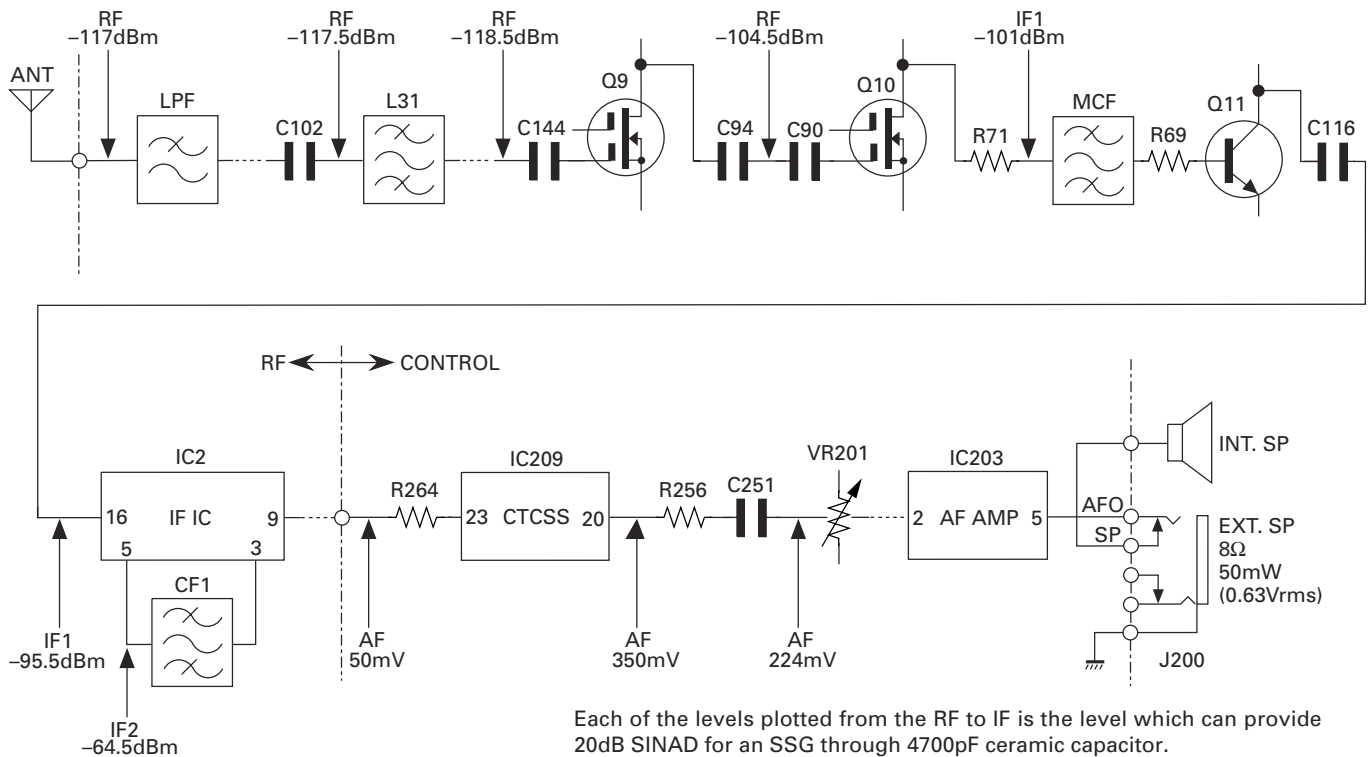 RF
–117dBm
RF
–117.5dBm
RF
–118.5dBm
RF
–104.5dBm
IF1
–101dBm
ANT
LPF
C102
L31
C144
Q9
C94
C90
Q10
R71
MCF
R69
Q11
C116
RF
CONTROL
IC2
16
IF IC
9
5
3
CF1
IF1
–95.5dBm
IF2
–64.5dBm
AF
50mV
R264
IC209
23
CTCSS
20
AF
350mV
R256
C251
AF
224mV
VR201
IC203
2
AF AMP
5
INT. SP
AFO
SP
EXT. SP
8Ω
50mW
(0.63Vrms)
J200
Each of the levels plotted from the RF to IF is the level which can provide
20dB SINAD for an SSG through 4700pF ceramic capacitor.